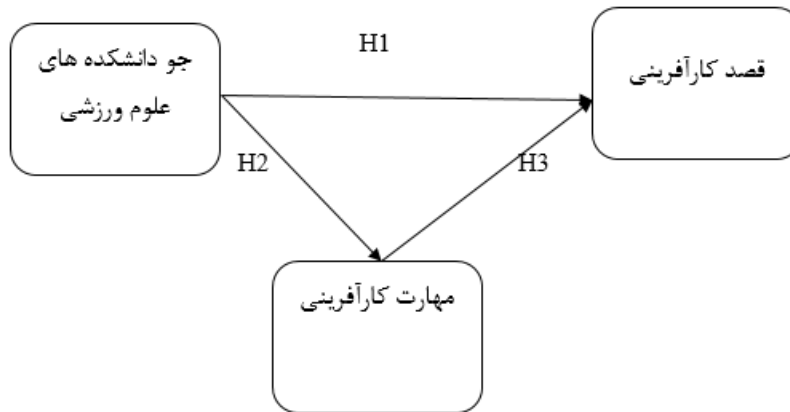 جو دانشکده های
علوم ورزشی
H1
قصد کارآفرینی
H2
H3
مهارت کارآفرینی